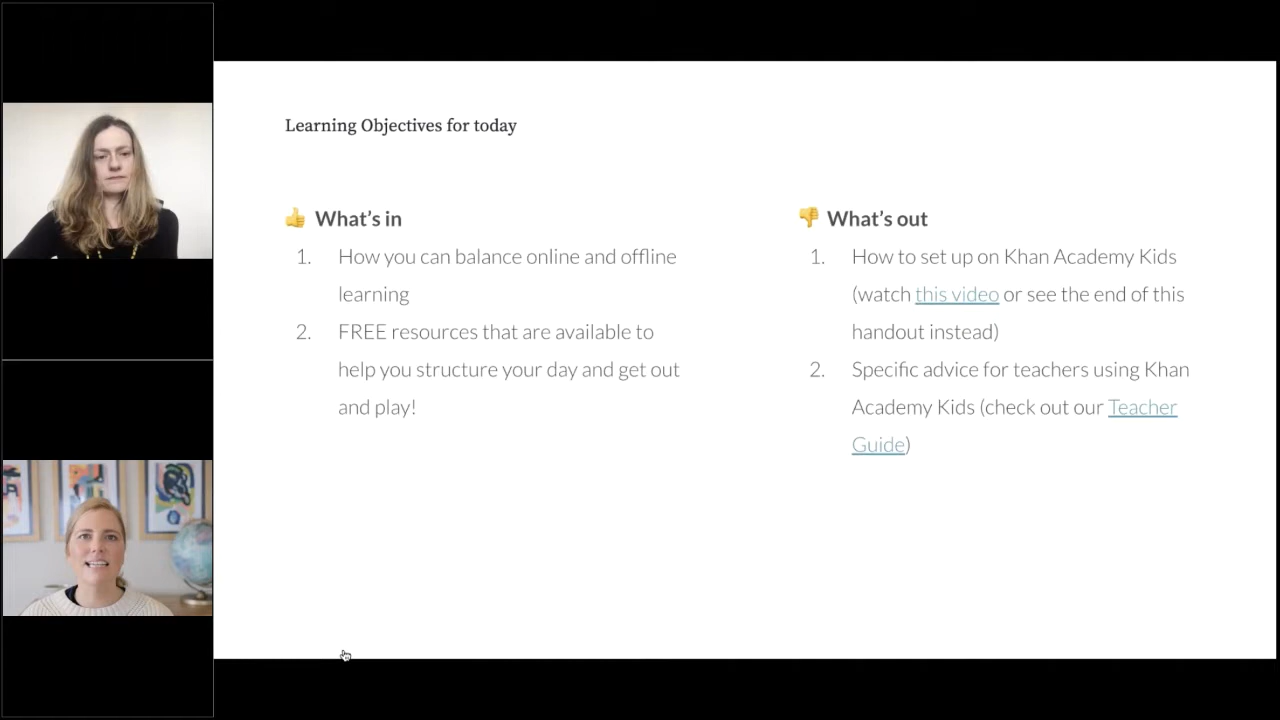 Learning Objectives for today
👍 What's in
1. How you can balance online and offline
learning
2. FREE resources that are available to
help you structure your day and get out
and play!
👎 What's out
1. How to set up on Khan Academy Kids
(watch this video or see the end of this
handout instead)
2. Specific advice for teachers using Khan
Academy Kids (check out our Teacher
Guide)